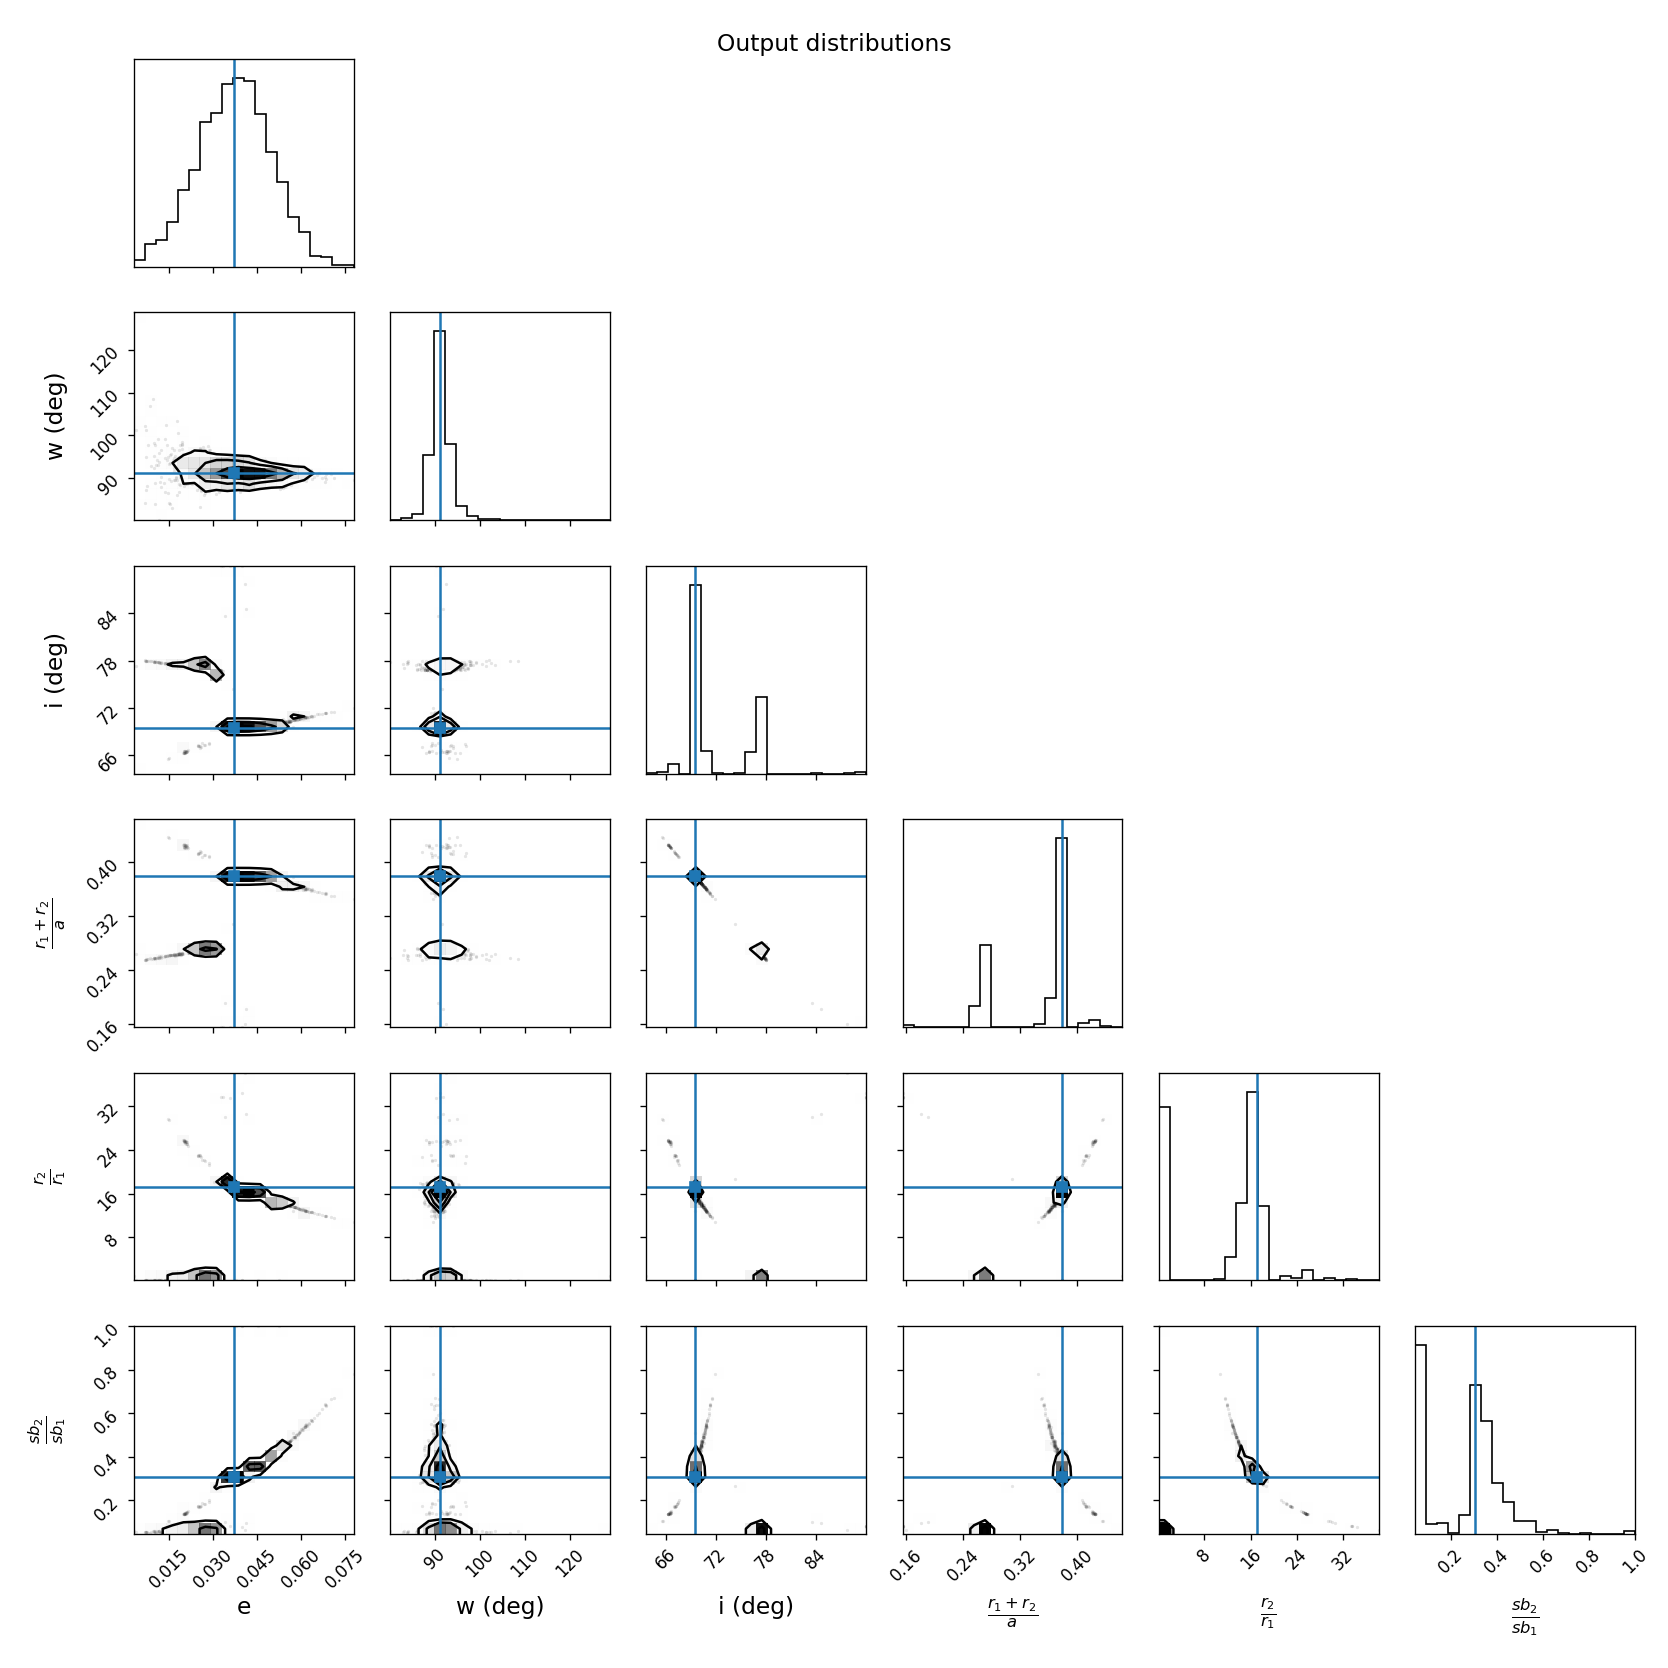 Output distributions
w (deg)
120
110
100
90
i (deg)
84
78
72
66
r₁ + r₂
a
0.40
0.32
0.24
0.16
r₂
r₁
32
24
16
8
sb₂
sb₁
1.0
0.8
0.6
0.4
0.2
0.015 0.030 0.045 0.060 0.075
90 100 110 120
66 72 78 84
0.16 0.24 0.32 0.40
8 16 24 32
0.2 0.4 0.6 0.8 1.0
e
w (deg)
i (deg)
r₁ + r₂
a
r₂
r₁
sb₂
sb₁